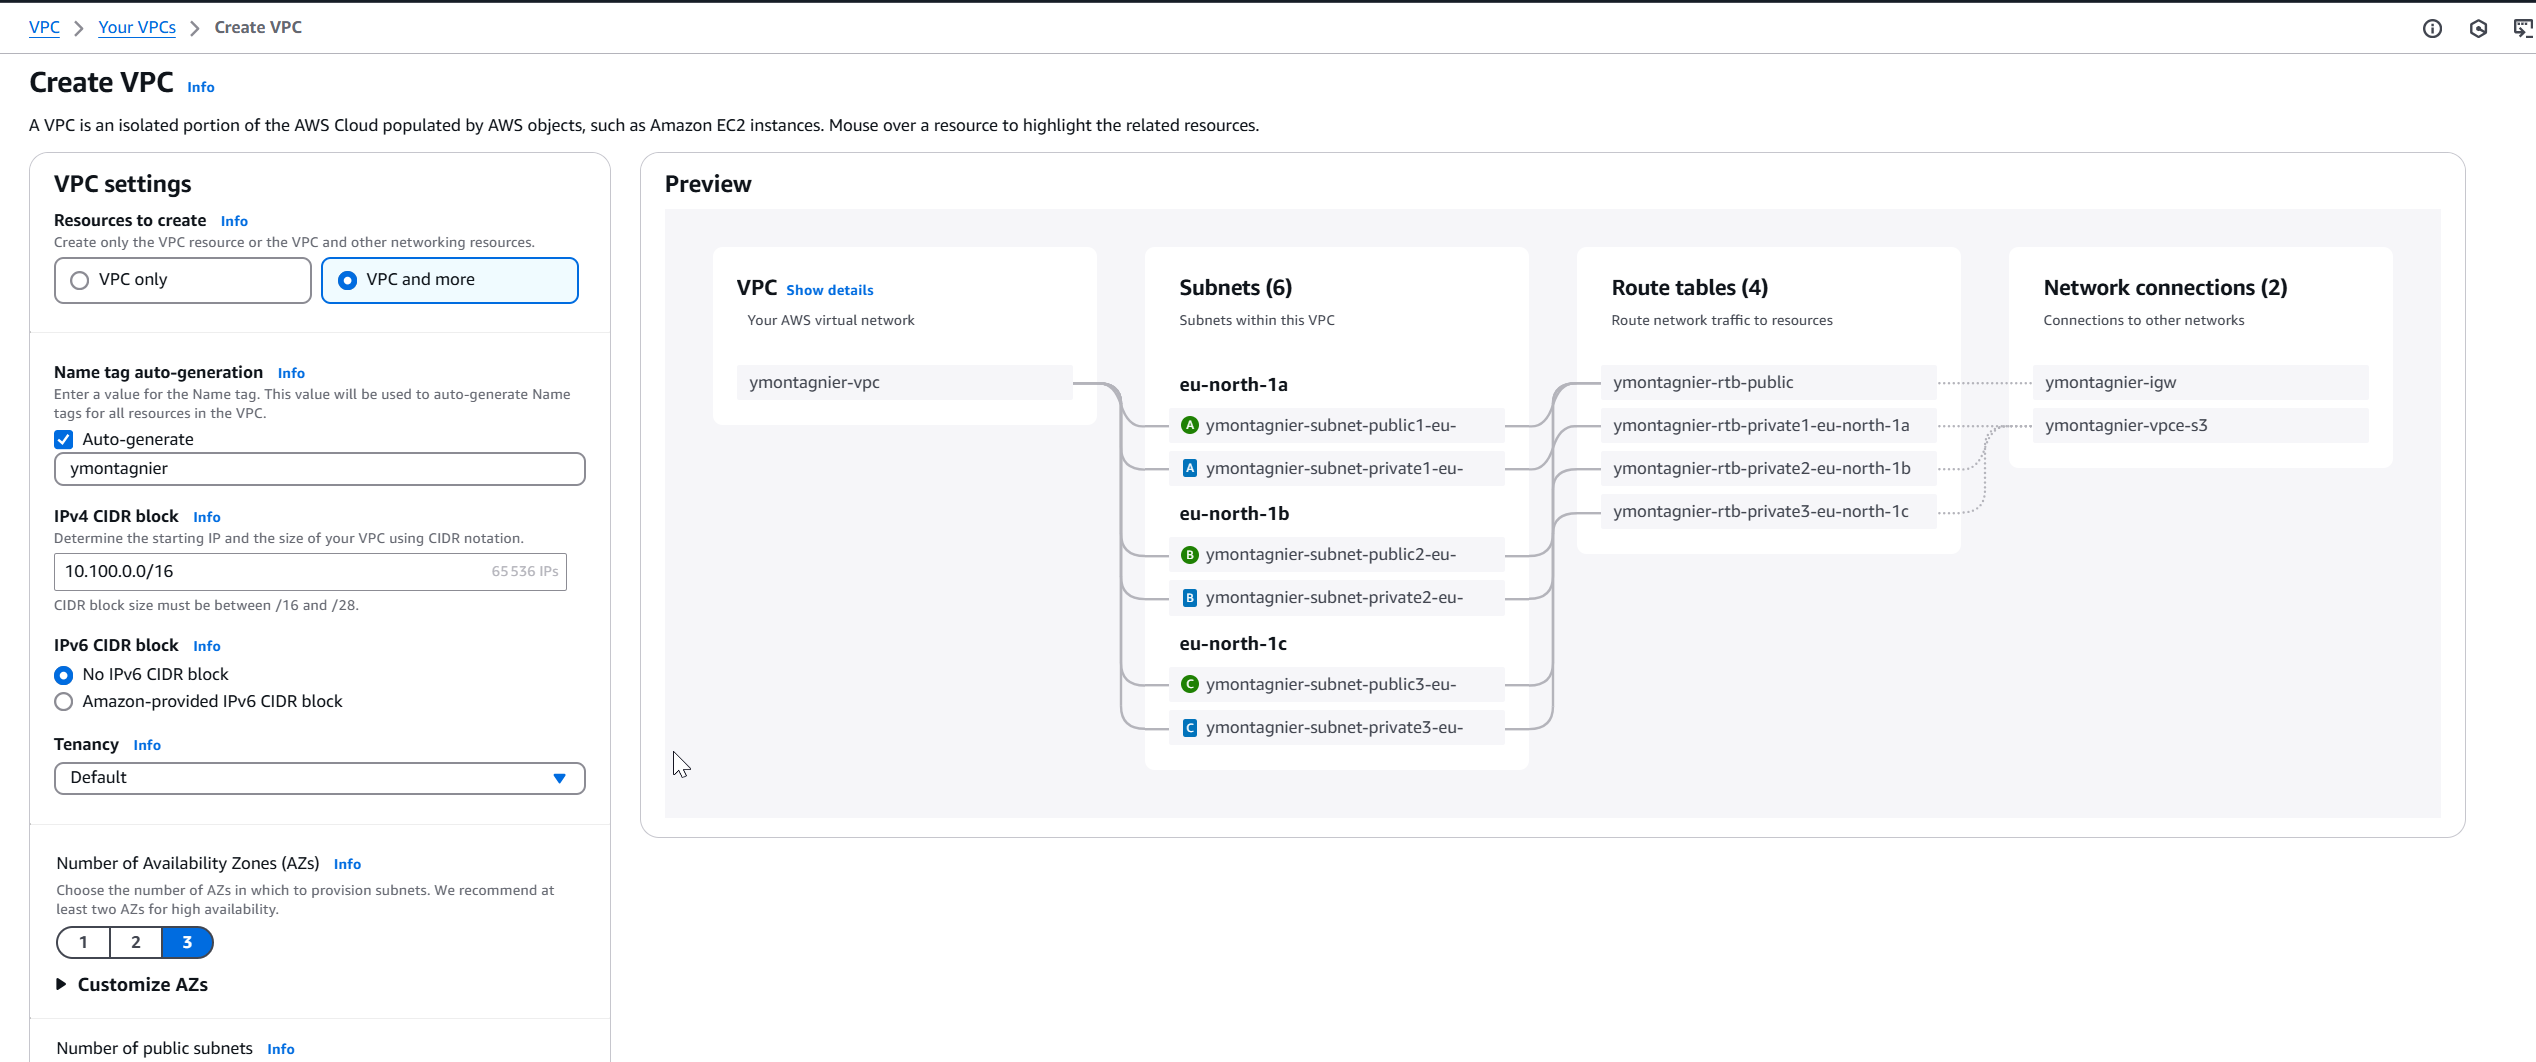 VPC > Your VPCs > Create VPC
Create VPC Info
A VPC is an isolated portion of the AWS Cloud populated by AWS objects, such as Amazon EC2 instances. Mouse over a resource to highlight the related resources.
VPC settings
Resources to create Info
Create only the VPC resource or the VPC and other networking resources.
VPC only
VPC and more
Name tag auto-generation Info
Enter a value for the Name tag. This value will be used to auto-generate Name
tags for all resources in the VPC.
Auto-generate
ymontagnier
IPv4 CIDR block Info
Determine the starting IP and the size of your VPC using CIDR notation.
10.100.0.0/16 65 536 IPs
CIDR block size must be between /16 and /28.
IPv6 CIDR block Info
No IPv6 CIDR block
Amazon-provided IPv6 CIDR block
Tenancy Info
Default
Number of Availability Zones (AZs) Info
Choose the number of AZs in which to provision subnets. We recommend at
least two AZs for high availability.
1 2 3
Customize AZs
Number of public subnets Info
Preview
VPC Show details
Your AWS virtual network
ymontagnier-vpc
Subnets (6)
Subnets within this VPC
eu-north-1a
A ymontagnier-subnet-public1-eu-
A ymontagnier-subnet-private1-eu-
eu-north-1b
B ymontagnier-subnet-public2-eu-
B ymontagnier-subnet-private2-eu-
eu-north-1c
C ymontagnier-subnet-public3-eu-
C ymontagnier-subnet-private3-eu-
Route tables (4)
Route network traffic to resources
ymontagnier-rtb-public
ymontagnier-rtb-private1-eu-north-1a
ymontagnier-rtb-private2-eu-north-1b
ymontagnier-rtb-private3-eu-north-1c
Network connections (2)
Connections to other networks
ymontagnier-igw
ymontagnier-vpce-s3